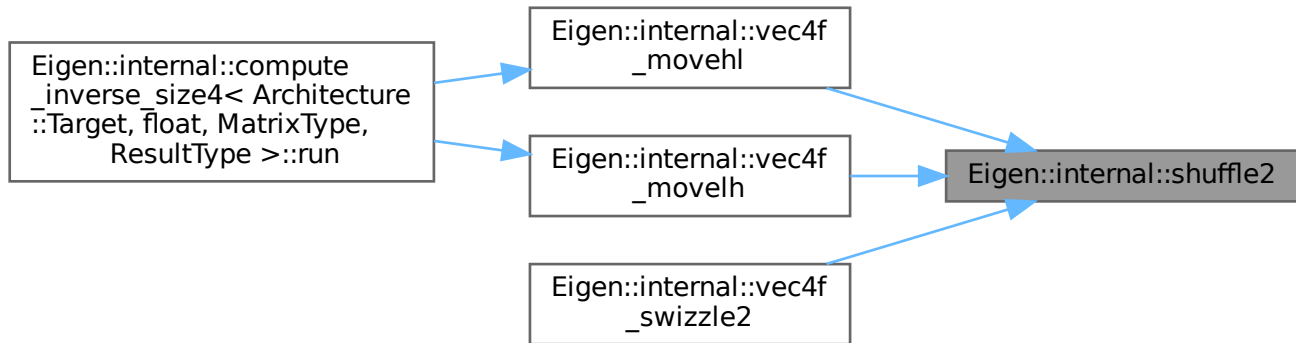 Eigen::internal::compute
_inverse_size4< Architecture
::Target, float, MatrixType,
ResultType >::run
Eigen::internal::vec4f
_movehl
Eigen::internal::vec4f
_movelh
Eigen::internal::vec4f
_swizzle2
Eigen::internal::shuffle2